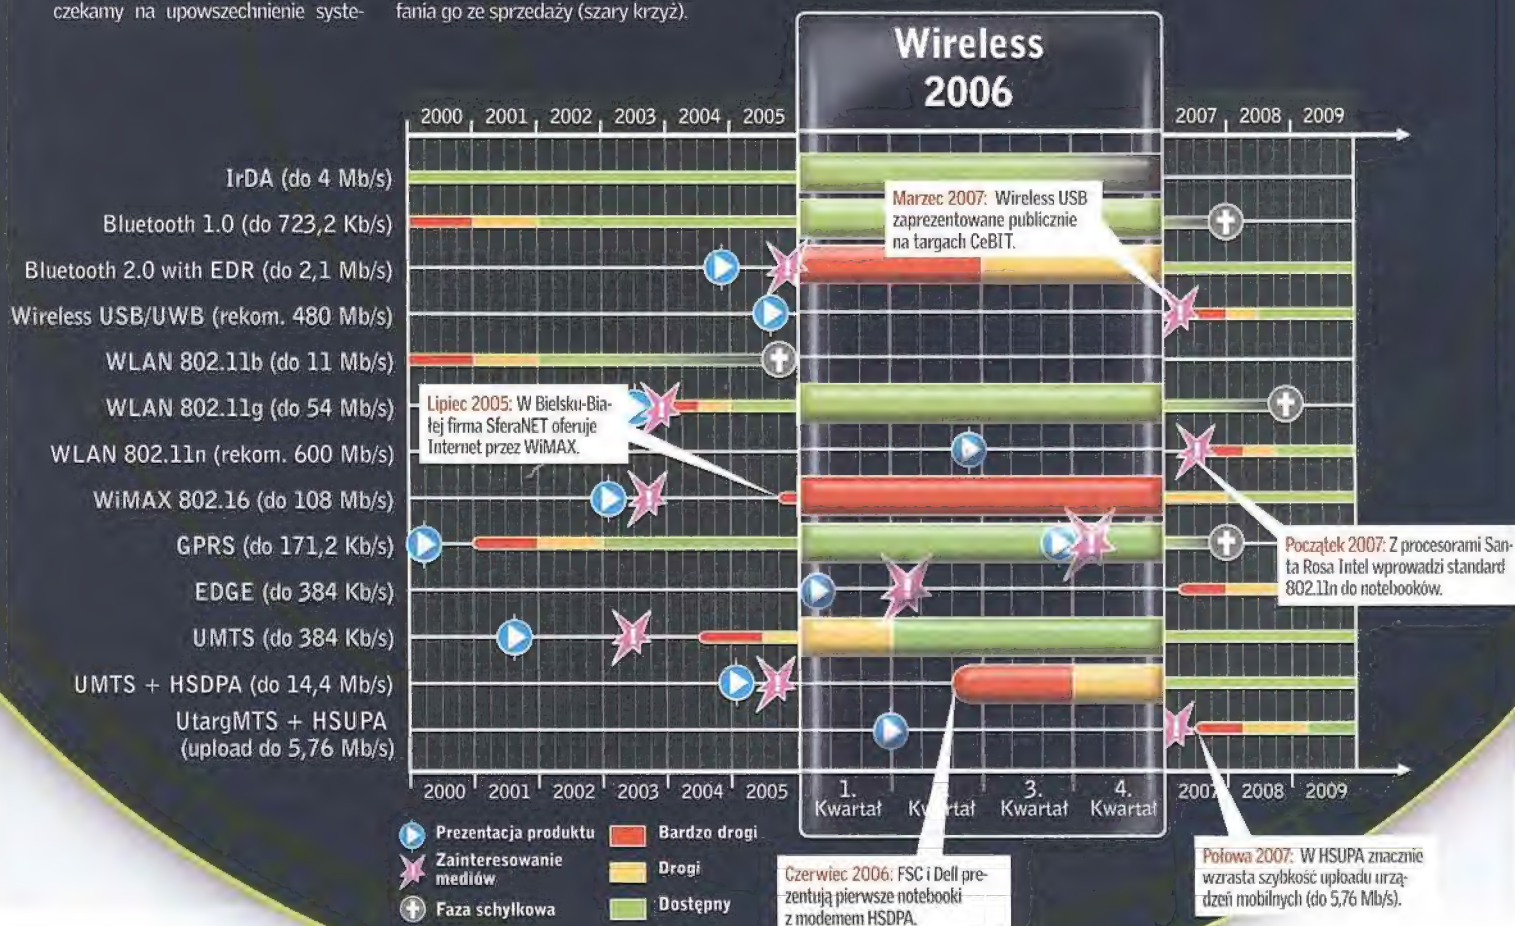 czekamy na upowszechnienie syste-
fania go ze sprzedaży (szary krzyż).
Wireless
2006
2000 2001 2002 2003 2004 2005
2007 2008 2009
IrDA (do 4 Mb/s)
Bluetooth 1.0 (do 723,2 Kb/s)
Marzec 2007: Wireless USB
zaprezentowane publicznie
na targach CeBIT.
Bluetooth 2.0 with EDR (do 2,1 Mb/s)
Wireless USB/UWB (rekom. 480 Mb/s)
WLAN 802.11b (do 11 Mb/s)
WLAN 802.11g (do 54 Mb/s)
Lipiec 2005: W Bielsku-Bia-
łej firma SferaNET oferuje
Internet przez WiMAX.
WLAN 802.11n (rekom. 600 Mb/s)
WiMAX 802.16 (do 108 Mb/s)
GPRS (do 171,2 Kb/s)
Początek 2007: Z procesorami San-
ta Rosa Intel wprowadzi standard
802.11n do notebooków.
EDGE (do 384 Kb/s)
UMTS (do 384 Kb/s)
UMTS + HSDPA (do 14,4 Mb/s)
UtargMTS + HSUPA
(upload do 5,76 Mb/s)
2000 2001 2002 2003 2004 2005
1. Kwartał
3. Kwartał
4. Kwartał
2007 2008 2009
Prezentacja produktu
Zainteresowanie
mediów
Faza schyłkowa
Bardzo drogi
Drogi
Dostępny
Czerwiec 2006: FSC i Dell pre-
zentują pierwsze notebooki
z modemem HSDPA.
Połowa 2007: W HSUPA znacznie
wzrasta szybkość uploadu urzą-
dzeń mobilnych (do 5,76 Mb/s).